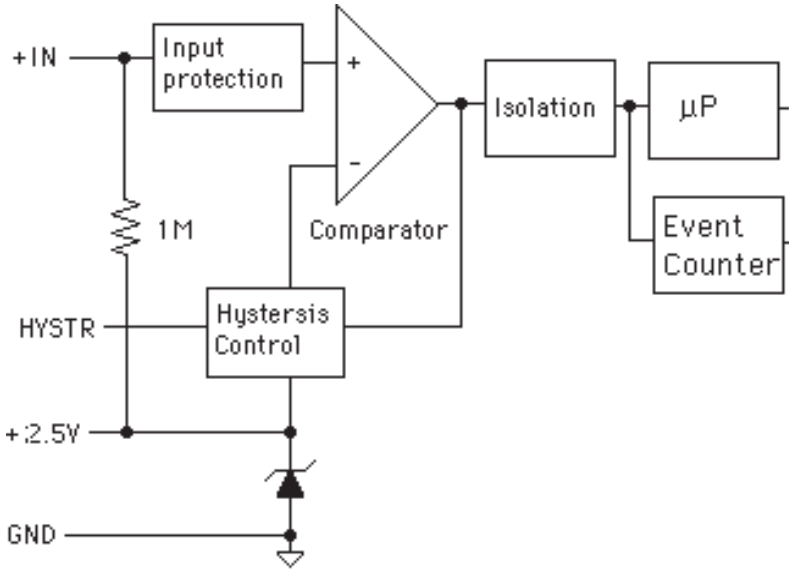 +IN
Input
protection
+
-
Comparator
Isolation
µP
Event
Counter
1M
HYSTR
Hystersis
Control
+2.5V
GND